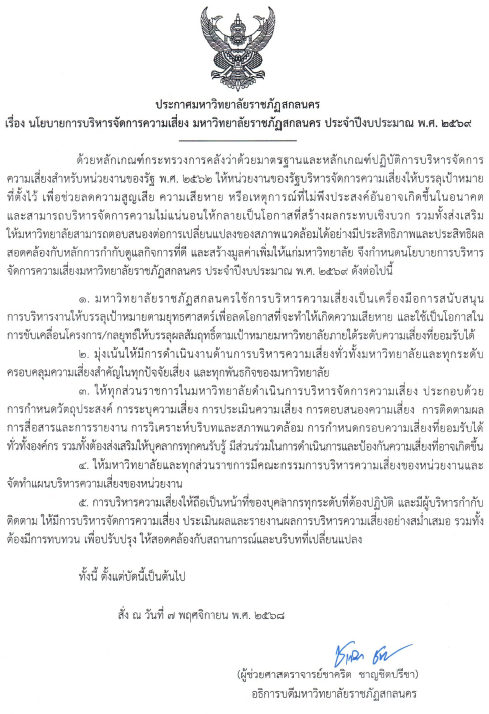 ประกาศมหาวิทยาลัยราชภัฏสกลนคร
เรื่อง นโยบายการบริหารจัดการความเสี่ยง มหาวิทยาลัยราชภัฏสกลนคร ประจำปีงบประมาณ พ.ศ. ๒๕๖๙
ด้วยหลักเกณฑ์กระทรวงการคลังว่าด้วยมาตรฐานและหลักเกณฑ์ปฏิบัติการบริหารจัดการ
ความเสี่ยงสำหรับหน่วยงานของรัฐ พ.ศ. ๒๕๖๒ ให้หน่วยงานของรัฐบริหารจัดการความเสี่ยงให้บรรลุเป้าหมาย
ที่ตั้งไว้ เพื่อช่วยลดความสูญเสีย ความเสียหาย หรือเหตุการณ์ที่ไม่พึงประสงค์อันอาจเกิดขึ้นในอนาคต
และสามารถบริหารจัดการความไม่แน่นอนให้กลายเป็นโอกาสที่สร้างผลกระทบเชิงบวก รวมทั้งส่งเสริม
ให้มหาวิทยาลัยสามารถตอบสนองต่อการเปลี่ยนแปลงของสภาพแวดล้อมได้อย่างมีประสิทธิภาพและประสิทธิผล
สอดคล้องกับหลักการกำกับดูแลกิจการที่ดี และสร้างมูลค่าเพิ่มให้แก่มหาวิทยาลัย จึงกำหนดนโยบายการบริหาร
จัดการความเสี่ยงมหาวิทยาลัยราชภัฏสกลนคร ประจำปีงบประมาณ พ.ศ. ๒๕๖๙ ดังต่อไปนี้
๑. มหาวิทยาลัยราชภัฏสกลนครใช้การบริหารความเสี่ยงเป็นเครื่องมือการสนับสนุน
การบริหารงานให้บรรลุเป้าหมายตามยุทธศาสตร์เพื่อลดโอกาสที่จะทำให้เกิดความเสียหาย และใช้เป็นโอกาสใน
การขับเคลื่อนโครงการ/กลยุทธ์ให้บรรลุผลสัมฤทธิ์ตามเป้าหมายมหาวิทยาลัยภายใต้ระดับความเสี่ยงที่ยอมรับได้
๒. มุ่งเน้นให้มีการดำเนินงานด้านการบริหารความเสี่ยงทั่วทั้งมหาวิทยาลัยและทุกระดับ
ครอบคลุมความเสี่ยงสำคัญในทุกปัจจัยเสี่ยง และทุกพันธกิจของมหาวิทยาลัย
๓. ให้ทุกส่วนราชการในมหาวิทยาลัยดำเนินการบริหารจัดการความเสี่ยง ประกอบด้วย
การกำหนดวัตถุประสงค์ การระบุความเสี่ยง การประเมินความเสี่ยง การตอบสนองความเสี่ยง การติดตามผล
การสื่อสารและการรายงาน การวิเคราะห์บริบทและสภาพแวดล้อม การกำหนดกรอบความเสี่ยงที่ยอมรับได้
ทั่วทั้งองค์กร รวมทั้งต้องส่งเสริมให้บุคลากรทุกคนรับรู้ มีส่วนร่วมในการดำเนินการและป้องกันความเสี่ยงที่อาจเกิดขึ้น
๔. ให้มหาวิทยาลัยและทุกส่วนราชการมีคณะกรรมการบริหารความเสี่ยงของหน่วยงานและ
จัดทำแผนบริหารความเสี่ยงของหน่วยงาน
๕. การบริหารความเสี่ยงให้ถือเป็นหน้าที่ของบุคลากรทุกระดับที่ต้องปฏิบัติ และมีผู้บริหารกำกับ
ติดตาม ให้มีการบริหารจัดการความเสี่ยง ประเมินผลและรายงานผลการบริหารความเสี่ยงอย่างสม่ำเสมอ รวมทั้ง
ต้องมีการทบทวน เพื่อปรับปรุง ให้สอดคล้องกับสถานการณ์และบริบทที่เปลี่ยนแปลง
ทั้งนี้ ตั้งแต่บัดนี้เป็นต้นไป
สั่ง ณ วันที่ ๗ พฤศจิกายน พ.ศ. ๒๕๖๘
(ผู้ช่วยศาสตราจารย์ชาคริต ชาญชิตปรีชา)
อธิการบดีมหาวิทยาลัยราชภัฏสกลนคร